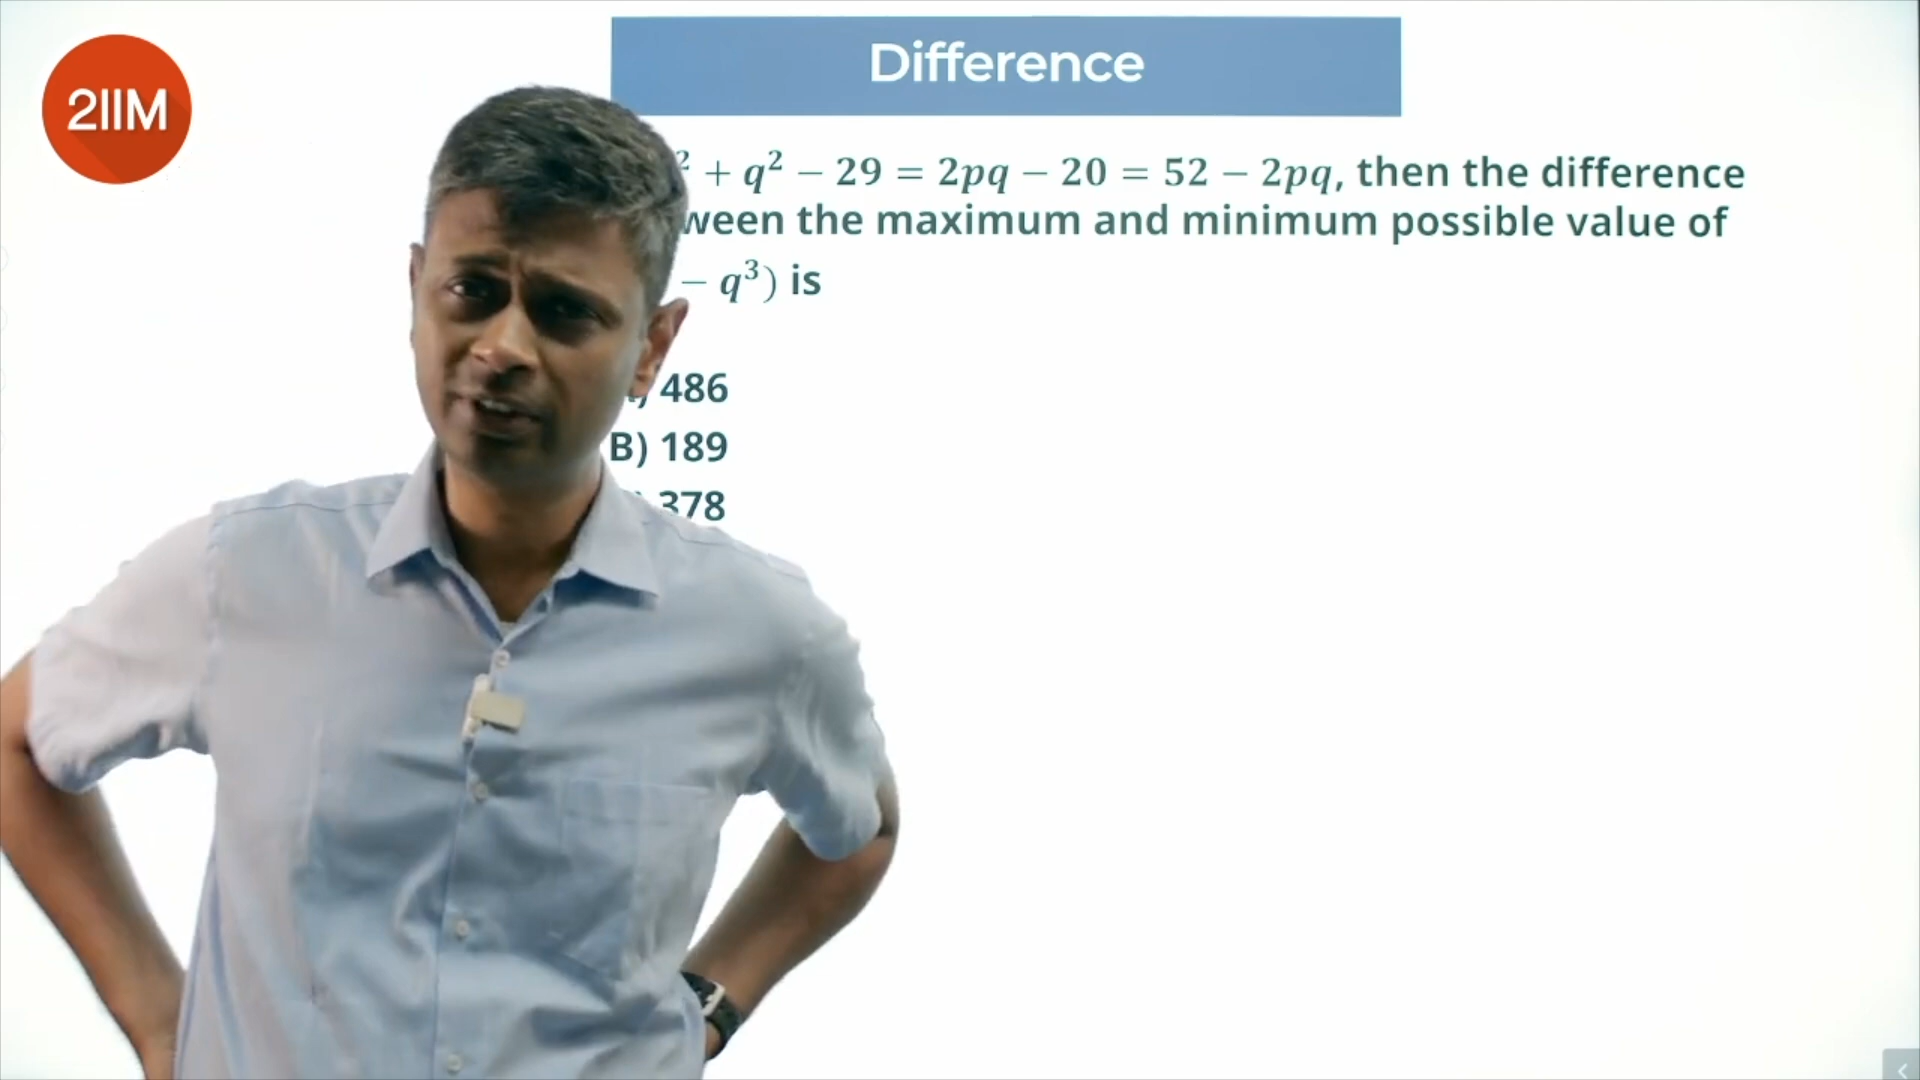 2IIM
Difference
² + q² − 29 = 2pq − 20 = 52 − 2pq, then the difference
ween the maximum and minimum possible value of
− q³) is
) 486
B) 189
378